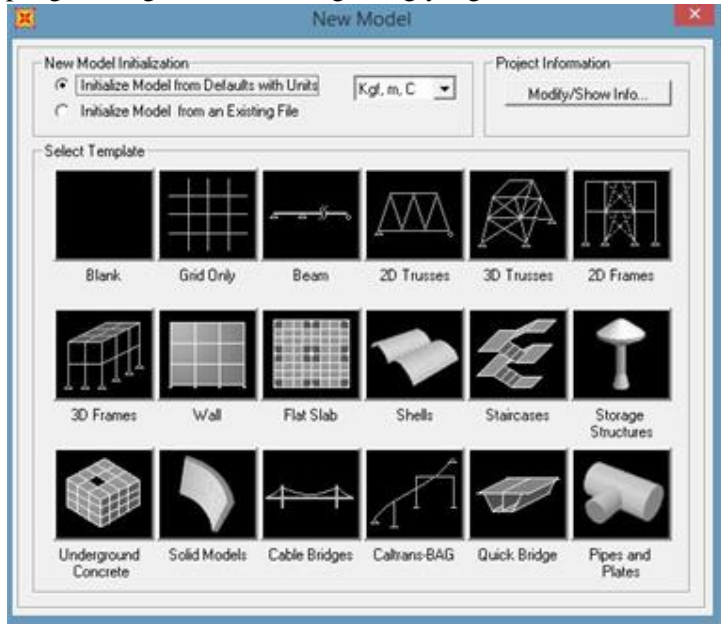 New Model
New Model Initialization
Initialize Model from Defaults with Units
Kgf, m, C
Initialize Model from an Existing File
Project Information
Modify/Show Info...
Select Template
Blank
Grid Only
Beam
2D Trusses
3D Trusses
2D Frames
3D Frames
Wall
Flat Slab
Shells
Staircases
Storage
Structures
Underground
Concrete
Solid Models
Cable Bridges
Caltrans-BAG
Quick Bridge
Pipes and
Plates